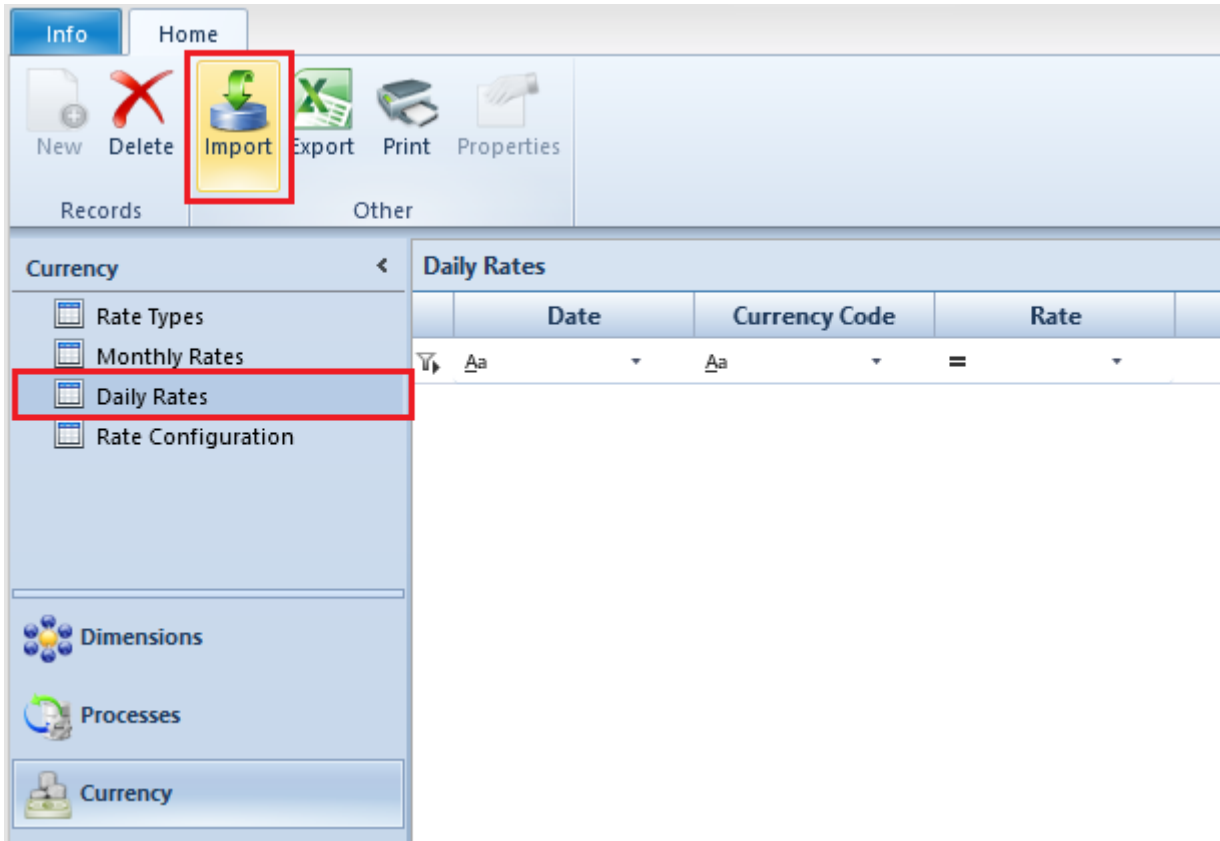 Info Home
New Delete Import Export Print Properties
Records Other
Currency
Rate Types
Monthly Rates
Daily Rates
Rate Configuration
Dimensions
Processes
Currency
Daily Rates
Date Currency Code Rate
Aa Aa =